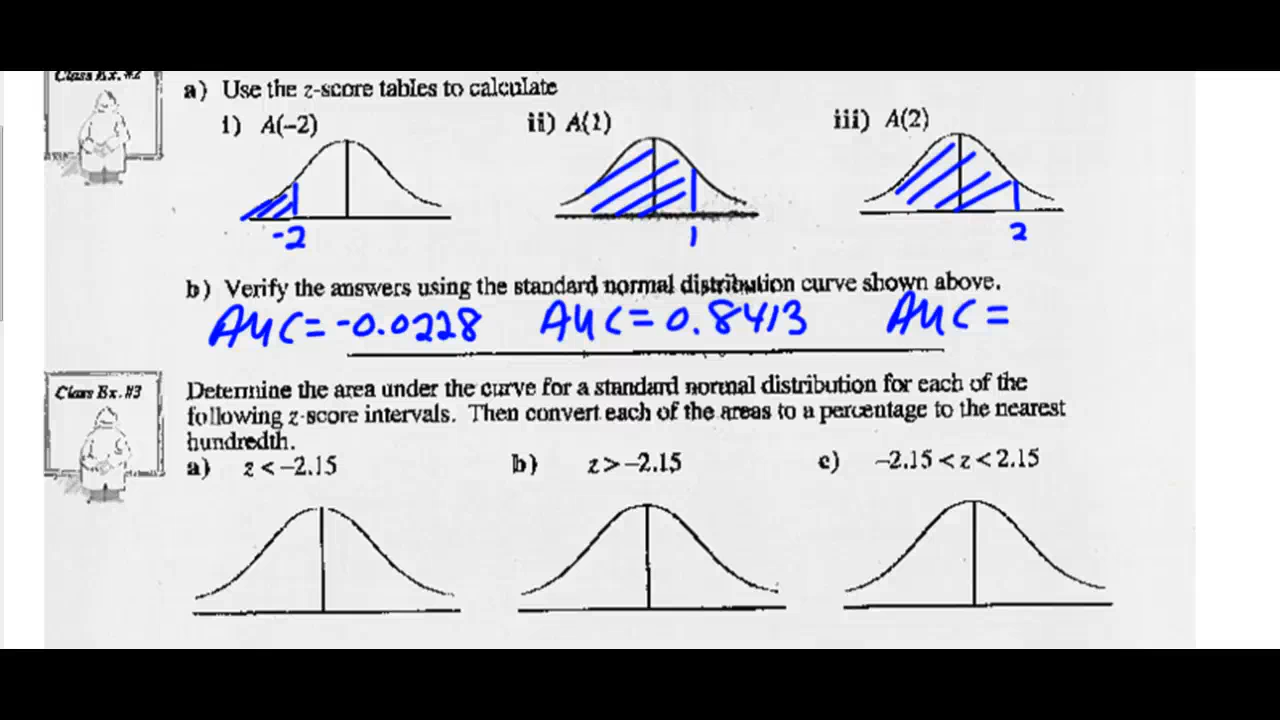 Class Ex. #2
a) Use the z-score tables to calculate
i) A(-2) ii) A(1) iii) A(2)
-2 1 2
b) Verify the answers using the standard normal distribution curve shown above.
AUC = -0.0228 AUC = 0.8413 AUC =
Class Ex. #3
Determine the area under the curve for a standard normal distribution for each of the
following z-score intervals. Then convert each of the areas to a percentage to the nearest
hundredth.
a) z < -2.15 b) z > -2.15 c) -2.15 < z < 2.15